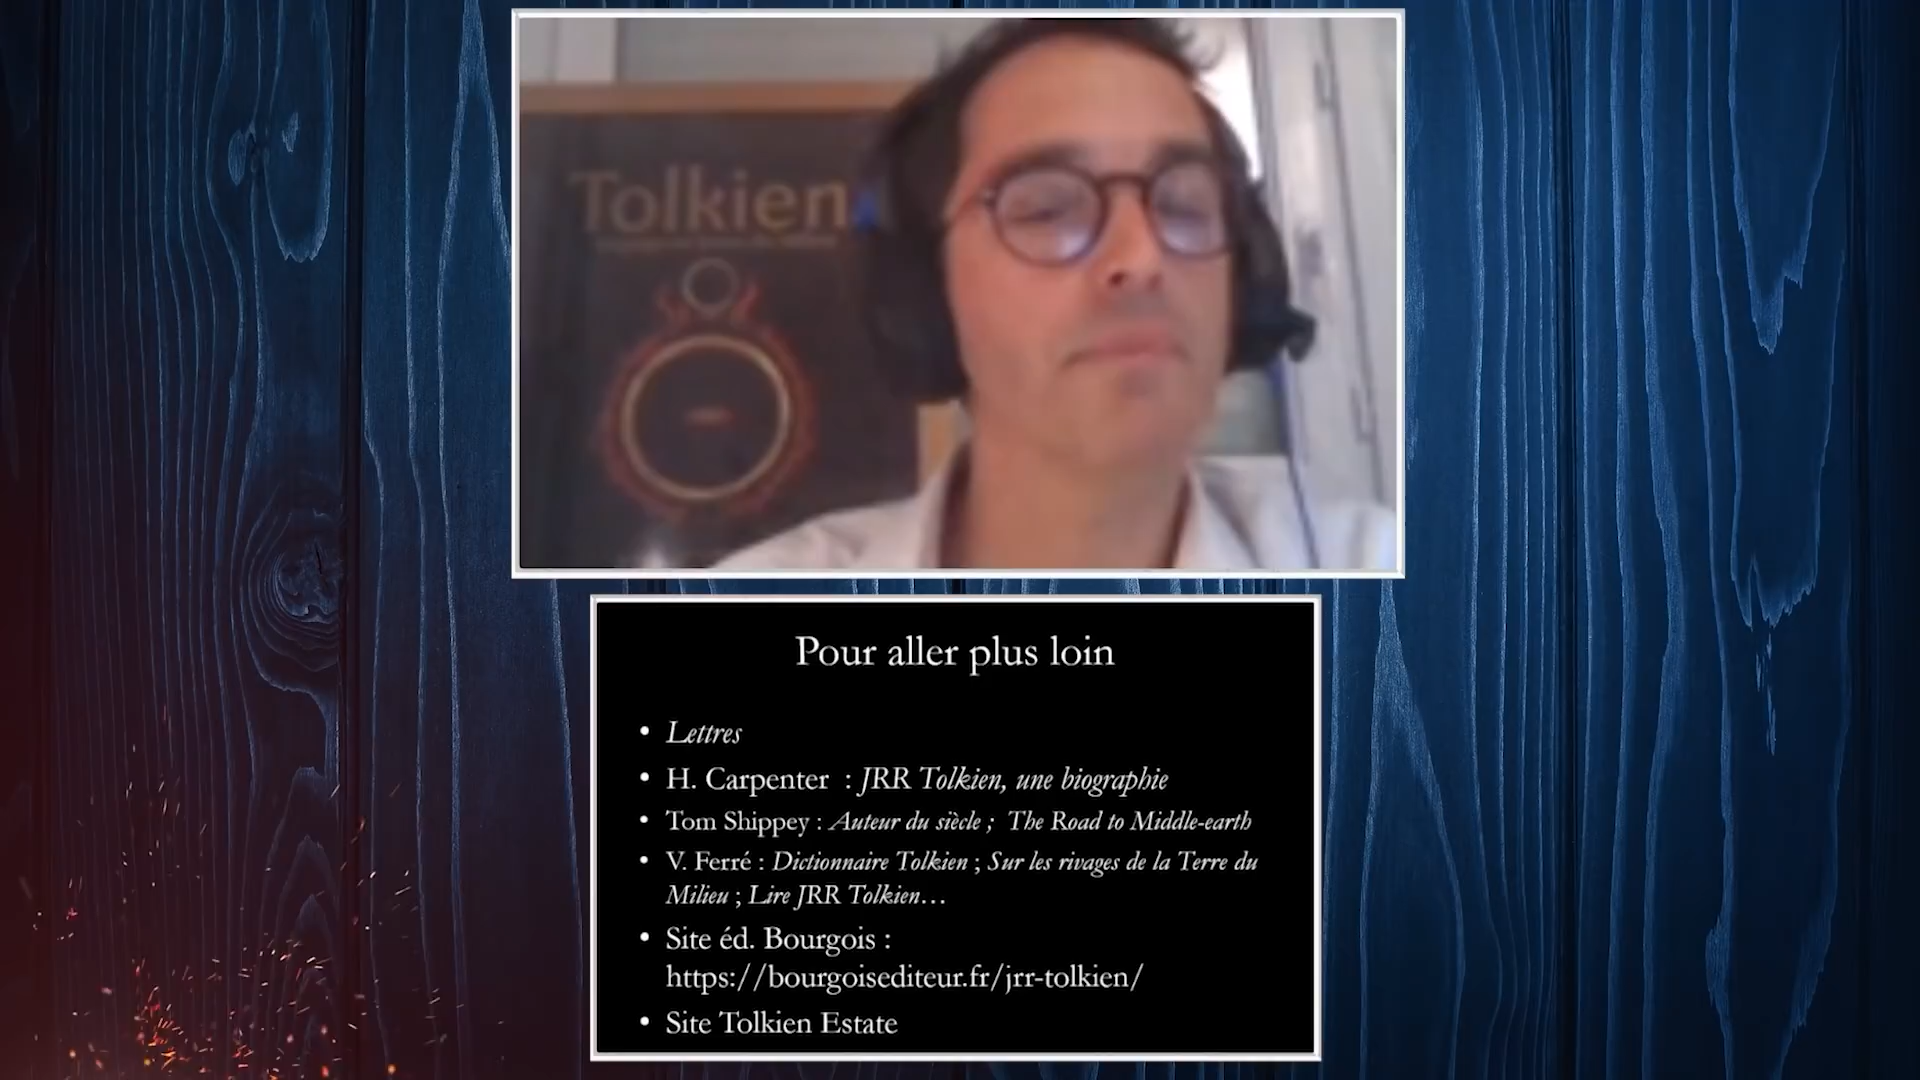 Tolkien
Pour aller plus loin
• Lettres
• H. Carpenter : JRR Tolkien, une biographie
• Tom Shippey : Auteur du siècle ; The Road to Middle-earth
• V. Ferré : Dictionnaire Tolkien ; Sur les rivages de la Terre du
Milieu ; Lire JRR Tolkien…
• Site éd. Bourgois :
https://bourgoisediteur.fr/jrr-tolkien/
• Site Tolkien Estate